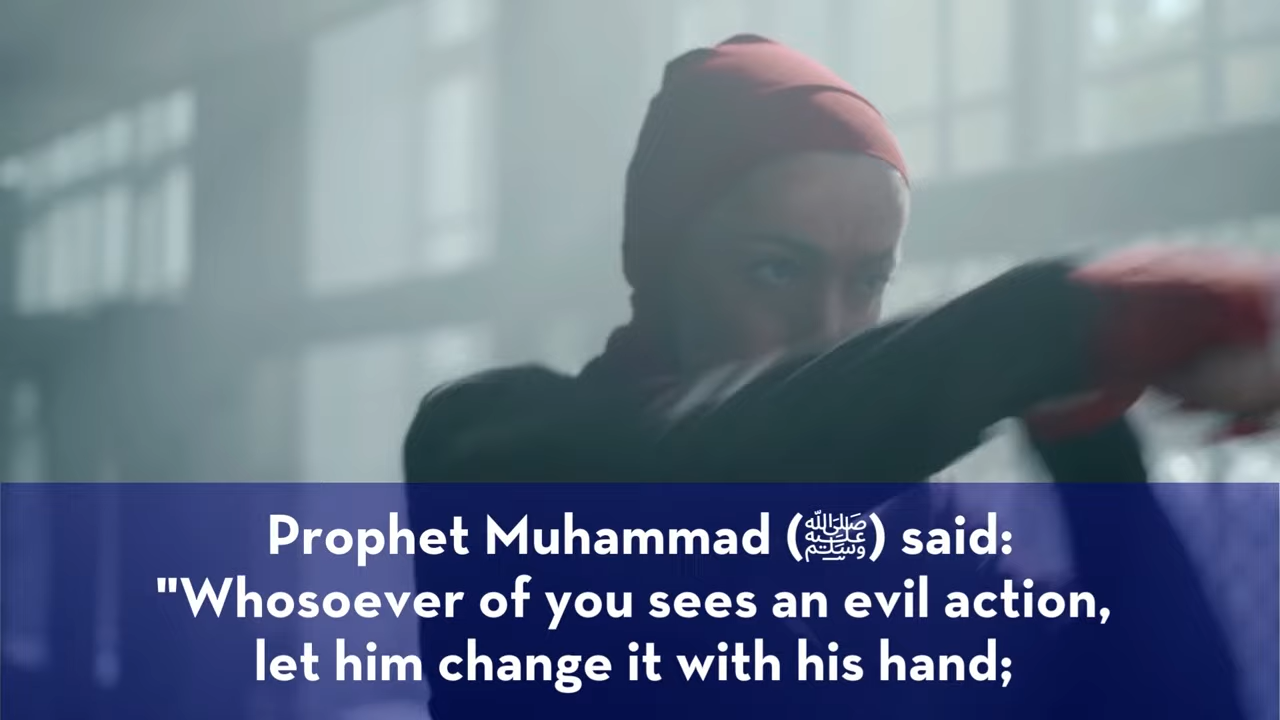 Prophet Muhammad (ﷺ) said:
"Whosoever of you sees an evil action,
let him change it with his hand;